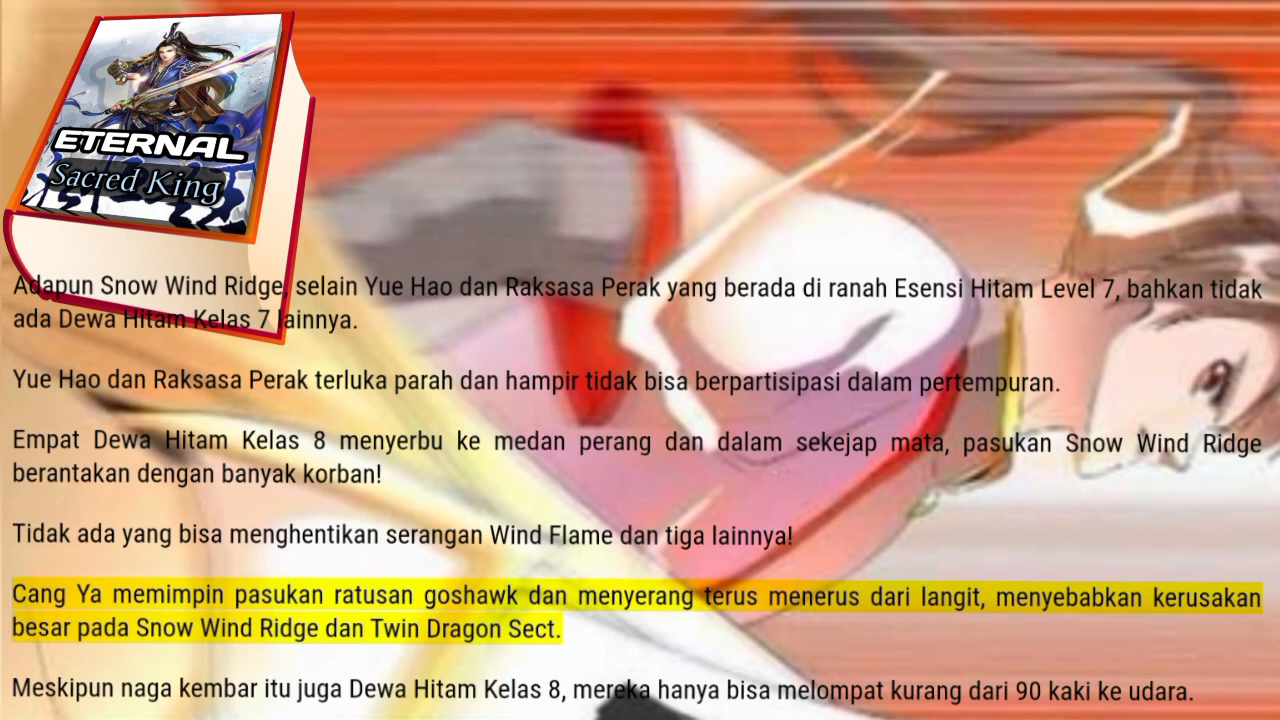 ETERNAL
Sacred King
Adapun Snow Wind Ridge, selain Yue Hao dan Raksasa Perak yang berada di ranah Esensi Hitam Level 7, bahkan tidak
ada Dewa Hitam Kelas 7 lainnya.
Yue Hao dan Raksasa Perak terluka parah dan hampir tidak bisa berpartisipasi dalam pertempuran.
Empat Dewa Hitam Kelas 8 menyerbu ke medan perang dan dalam sekejap mata, pasukan Snow Wind Ridge
berantakan dengan banyak korban!
Tidak ada yang bisa menghentikan serangan Wind Flame dan tiga lainnya!
Cang Ya memimpin pasukan ratusan goshawk dan menyerang terus menerus dari langit, menyebabkan kerusakan
besar pada Snow Wind Ridge dan Twin Dragon Sect.
Meskipun naga kembar itu juga Dewa Hitam Kelas 8, mereka hanya bisa melompat kurang dari 90 kaki ke udara.